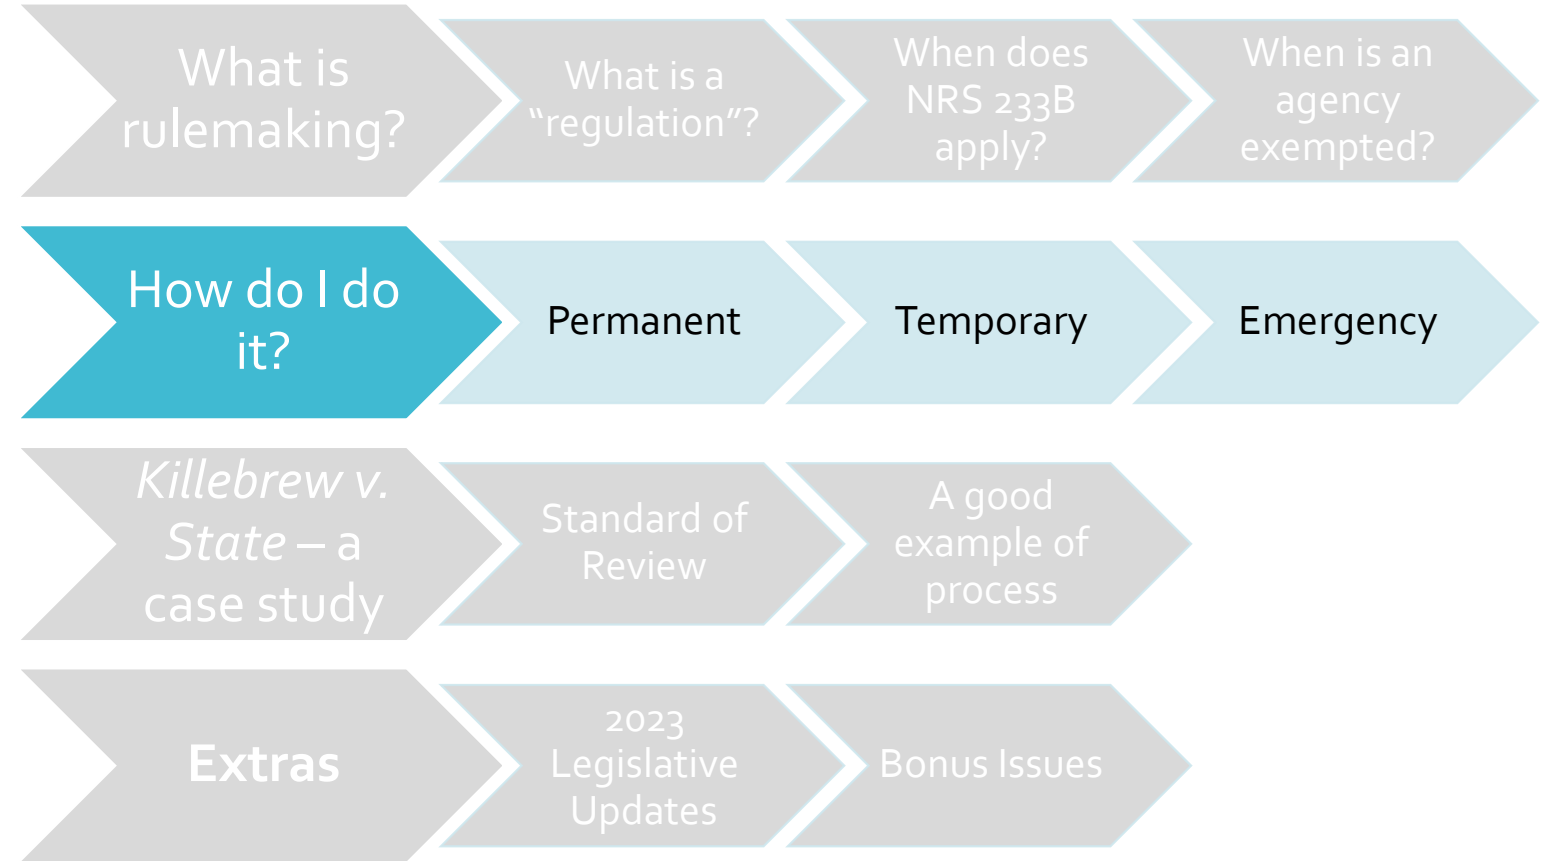 What is
rulemaking?
What is a
“regulation”?
When does
NRS 233B
apply?
When is an
agency
exempted?
How do I do
it?
Permanent
Temporary
Emergency
Killebrew v.
State – a
case study
Standard of
Review
A good
example of
process
Extras
2023
Legislative
Updates
Bonus Issues